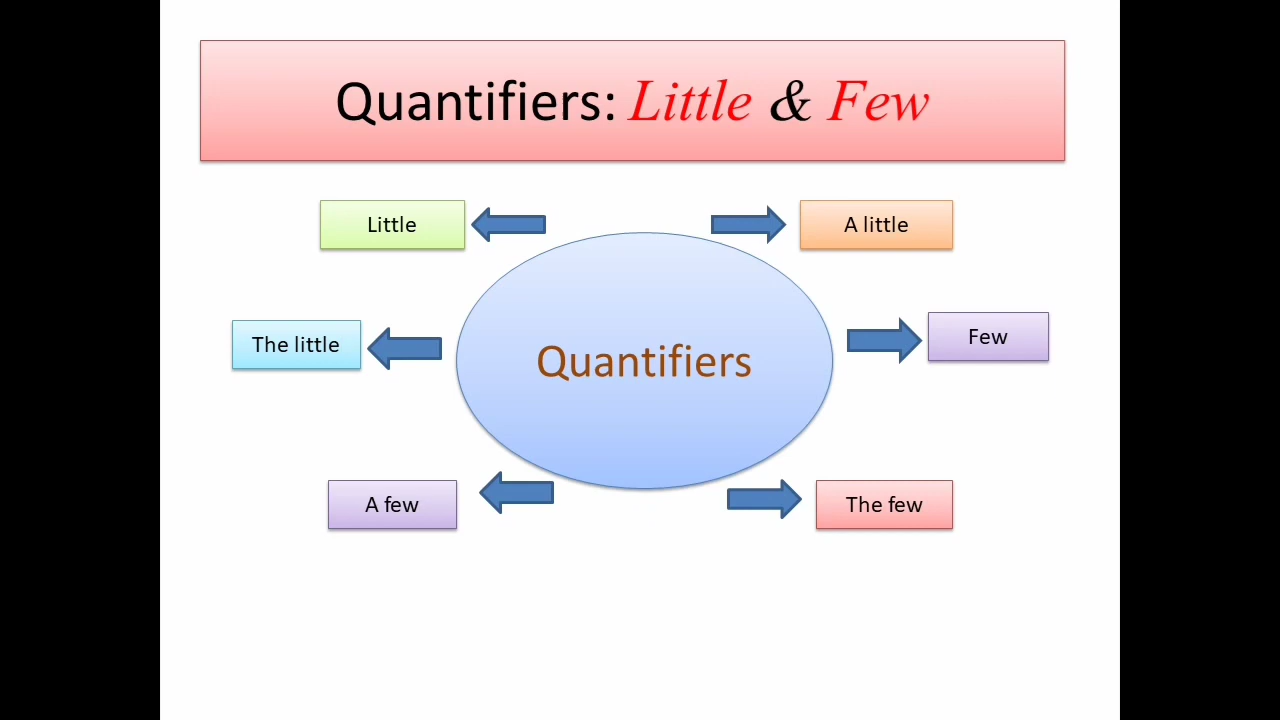 Quantifiers: Little & Few
Little
A little
The little
Quantifiers
Few
A few
The few